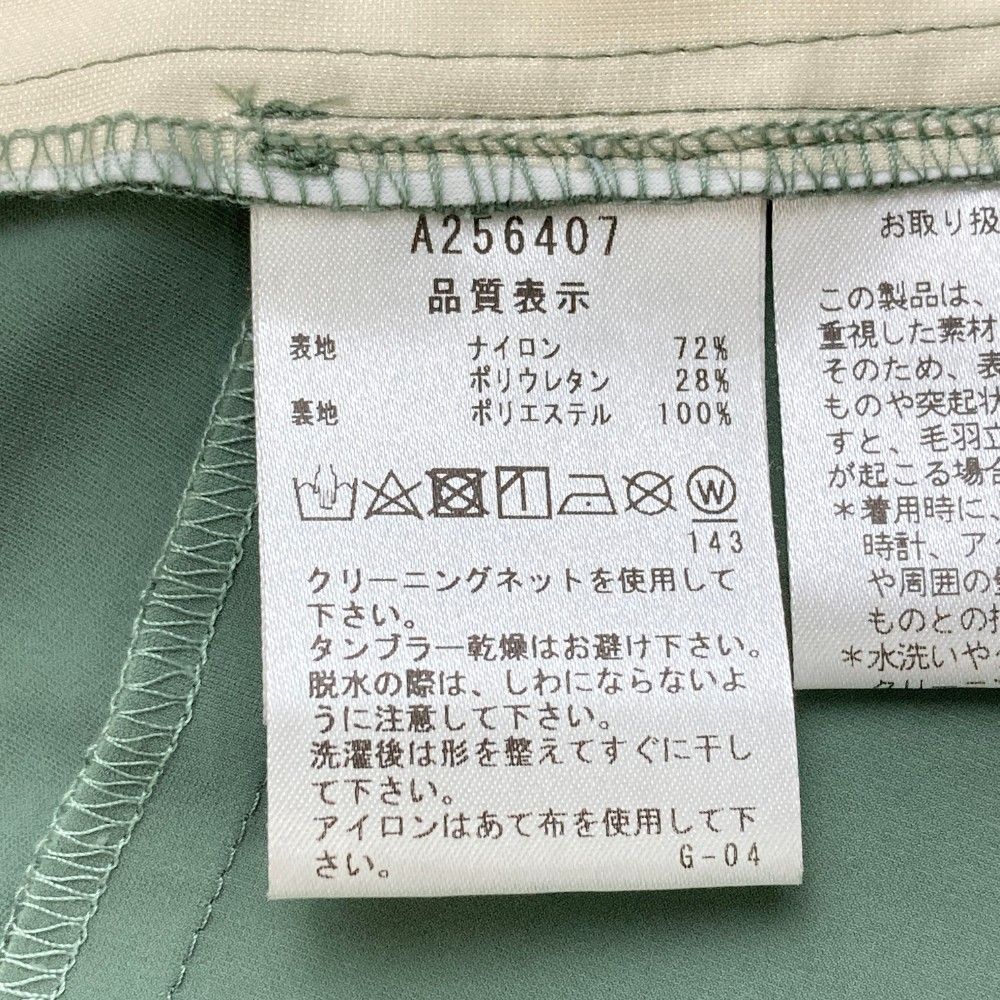 A256407
品質表示
表地 ナイロン 72%
ポリウレタン 28%
裏地 ポリエステル 100%
W
143
クリーニングネットを使用して
下さい。
タンブラー乾燥はお避け下さい。
脱水の際は、しわにならないよ
うに注意して下さい。
洗濯後は形を整えてすぐに干し
て下さい。
アイロンはあて布を使用して下
さい。 G-04
お取り扱
この製品は、
重視した素材
そのため、表
ものや突起状
すと、毛羽立
が起こる場合
*着用時に、
時計、アク
や周囲の
ものとの
*水洗いや